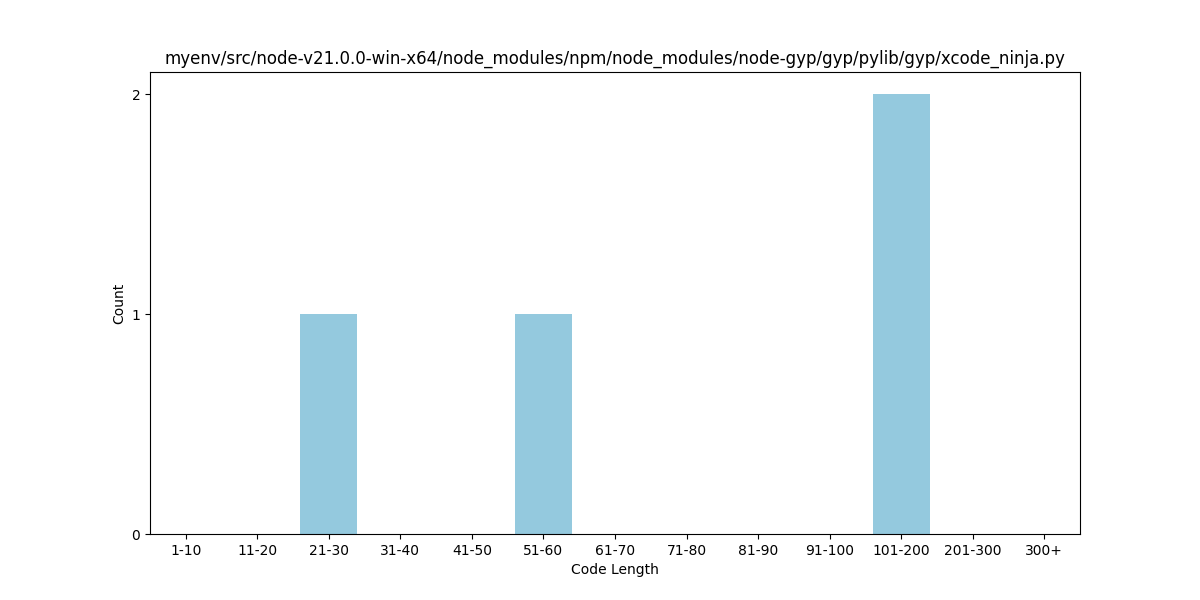 myenv/src/node-v21.0.0-win-x64/node_modules/npm/node_modules/node-gyp/gyp/pylib/gyp/xcode_ninja.py
2
1
0
Count
1-10 11-20 21-30 31-40 41-50 51-60 61-70 71-80 81-90 91-100 101-200 201-300 300+
Code Length